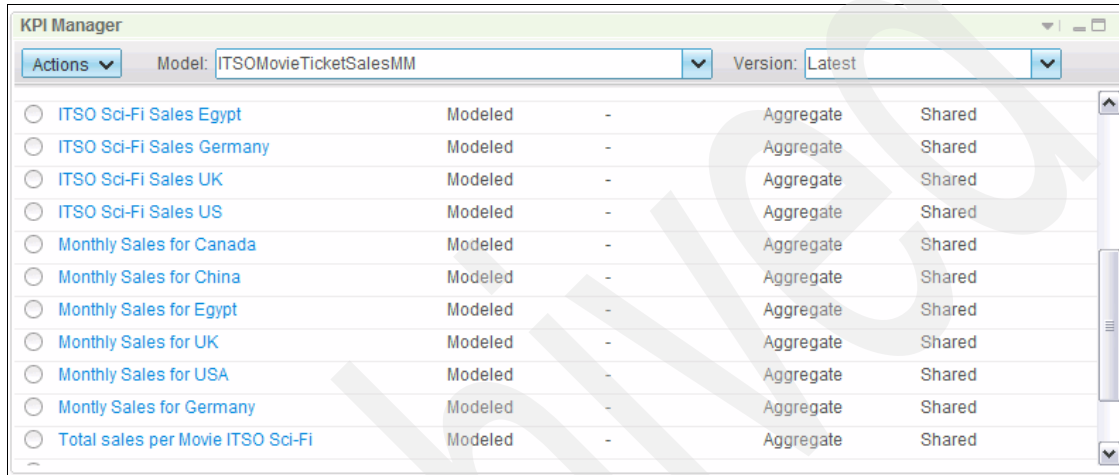 KPI Manager
Actions Model: ITSOMovieTicketSalesMM Version: Latest
ITSO Sci-Fi Sales Egypt Modeled - Aggregate Shared
ITSO Sci-Fi Sales Germany Modeled - Aggregate Shared
ITSO Sci-Fi Sales UK Modeled - Aggregate Shared
ITSO Sci-Fi Sales US Modeled - Aggregate Shared
Monthly Sales for Canada Modeled - Aggregate Shared
Monthly Sales for China Modeled - Aggregate Shared
Monthly Sales for Egypt Modeled - Aggregate Shared
Monthly Sales for UK Modeled - Aggregate Shared
Monthly Sales for USA Modeled - Aggregate Shared
Montly Sales for Germany Modeled - Aggregate Shared
Total sales per Movie ITSO Sci-Fi Modeled - Aggregate Shared